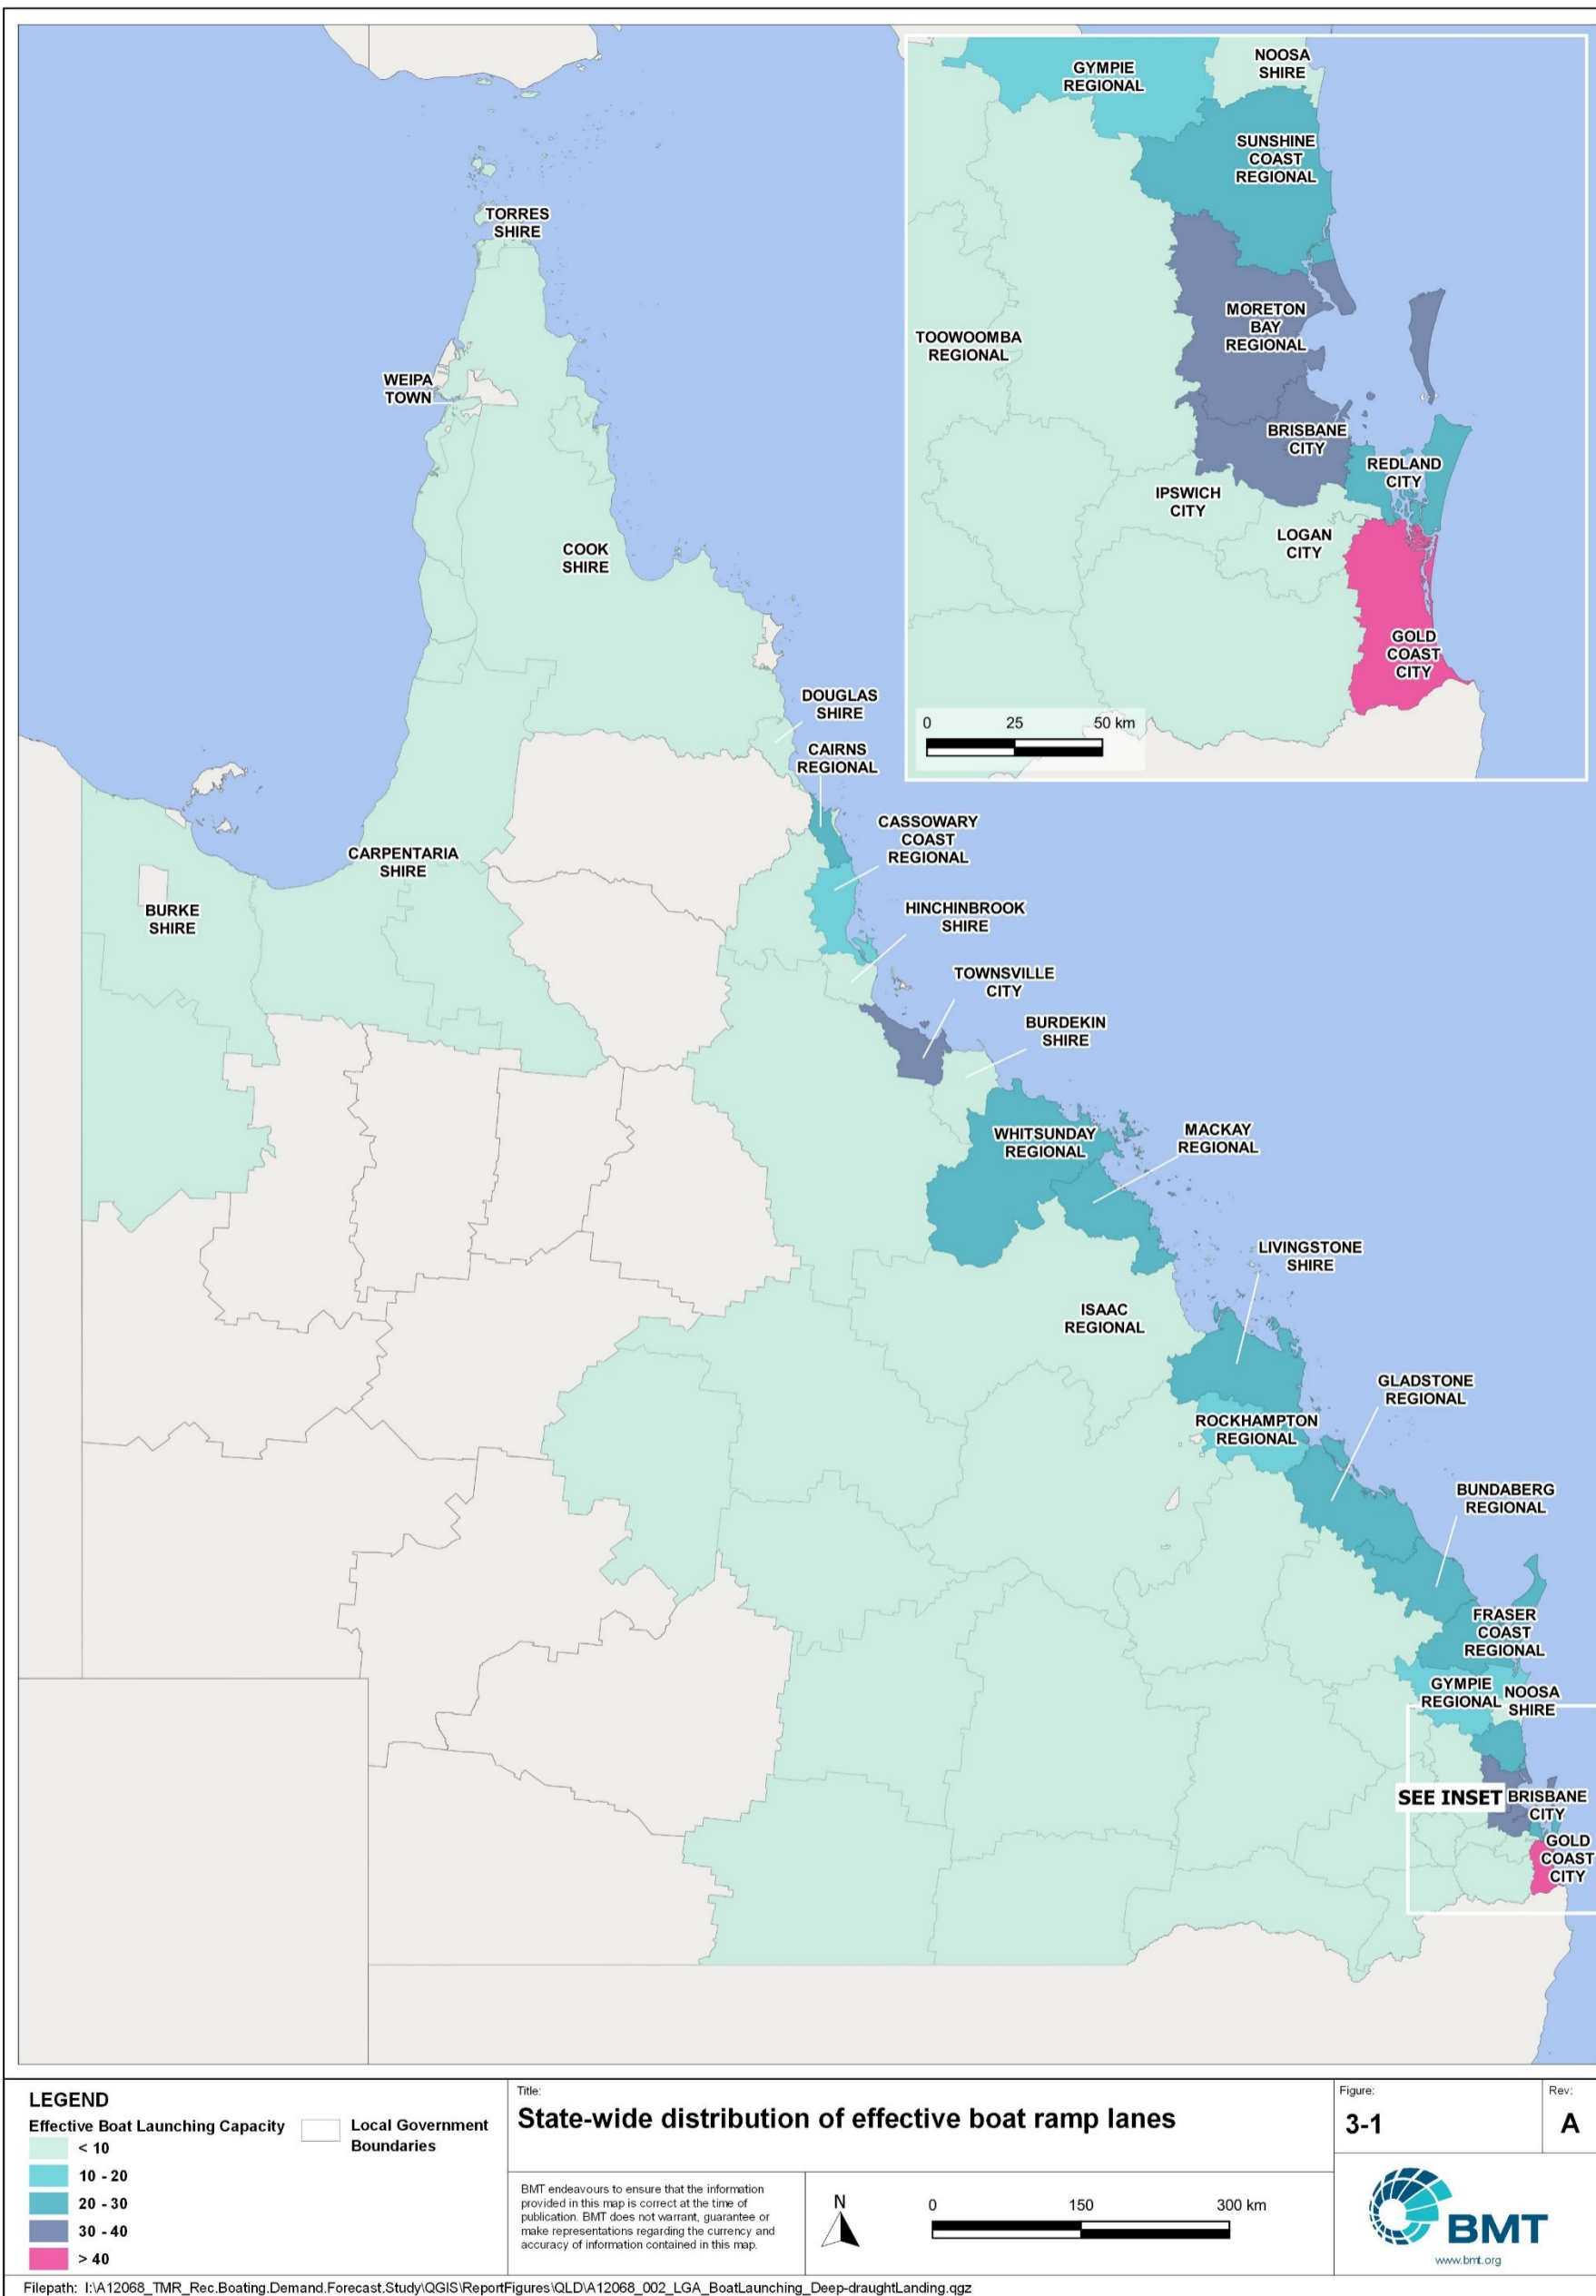 TORRES
SHIRE
WEIPA
TOWN
COOK
SHIRE
DOUGLAS
SHIRE
CAIRNS
REGIONAL
CASSOWARY
COAST
REGIONAL
CARPENTARIA
SHIRE
BURKE
SHIRE
HINCHINBROOK
SHIRE
TOWNSVILLE
CITY
BURDEKIN
SHIRE
WHITSUNDAY
REGIONAL
MACKAY
REGIONAL
LIVINGSTONE
SHIRE
ISAAC
REGIONAL
GLADSTONE
REGIONAL
ROCKHAMPTON
REGIONAL
BUNDABERG
REGIONAL
FRASER
COAST
REGIONAL
GYMPIE
REGIONAL
NOOSA
SHIRE
SEE INSET
BRISBANE
CITY
GOLD
COAST
CITY
GYMPIE
REGIONAL
NOOSA
SHIRE
SUNSHINE
COAST
REGIONAL
MORETON
BAY
REGIONAL
TOOWOOMBA
REGIONAL
BRISBANE
CITY
REDLAND
CITY
IPSWICH
CITY
LOGAN
CITY
GOLD
COAST
CITY
0 25 50 km
LEGEND
Effective Boat Launching Capacity
< 10
10 - 20
20 - 30
30 - 40
> 40
Local Government
Boundaries
Title:
State-wide distribution of effective boat ramp lanes
Figure:
3-1
Rev:
A
BMT endeavours to ensure that the information
provided in this map is correct at the time of
publication. BMT does not warrant, guarantee or
make representations regarding the currency and
accuracy of information contained in this map.
N
0 150 300 km
BMT
www.bmt.org
Filepath: I:\A12068_TMR_Rec.Boating.Demand.Forecast.Study\QGIS\ReportFigures\QLD\A12068_002_LGA_BoatLaunching_Deep-draughtLanding.qgz